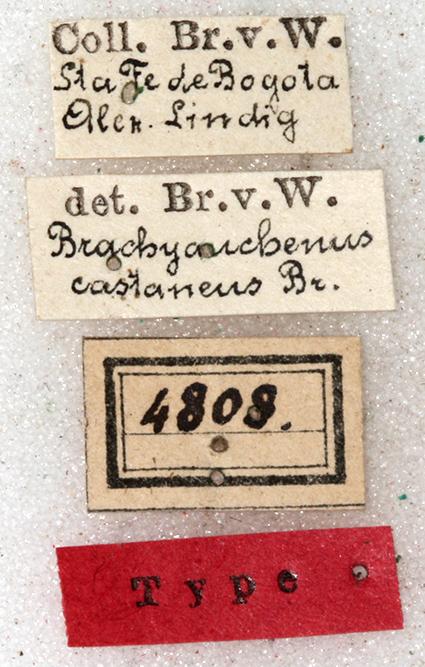 Coll. Br.v.W.
Sta Fe de Bogota
Alex. Lindig
det. Br.v.W.
Brachyauchenus
castaneus Br.
4808.
Type